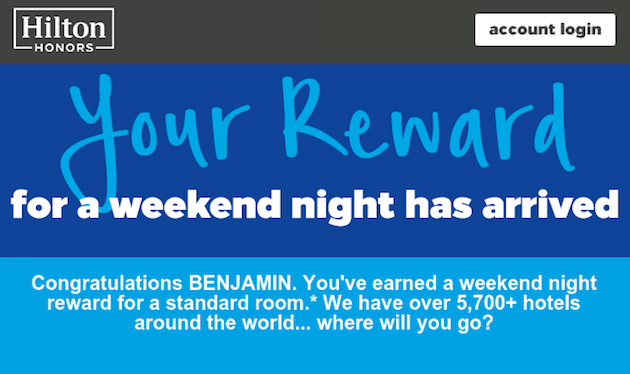 Hilton
HONORS
account login
Your Reward
for a weekend night has arrived
Congratulations BENJAMIN. You've earned a weekend night
reward for a standard room.* We have over 5,700+ hotels
around the world... where will you go?